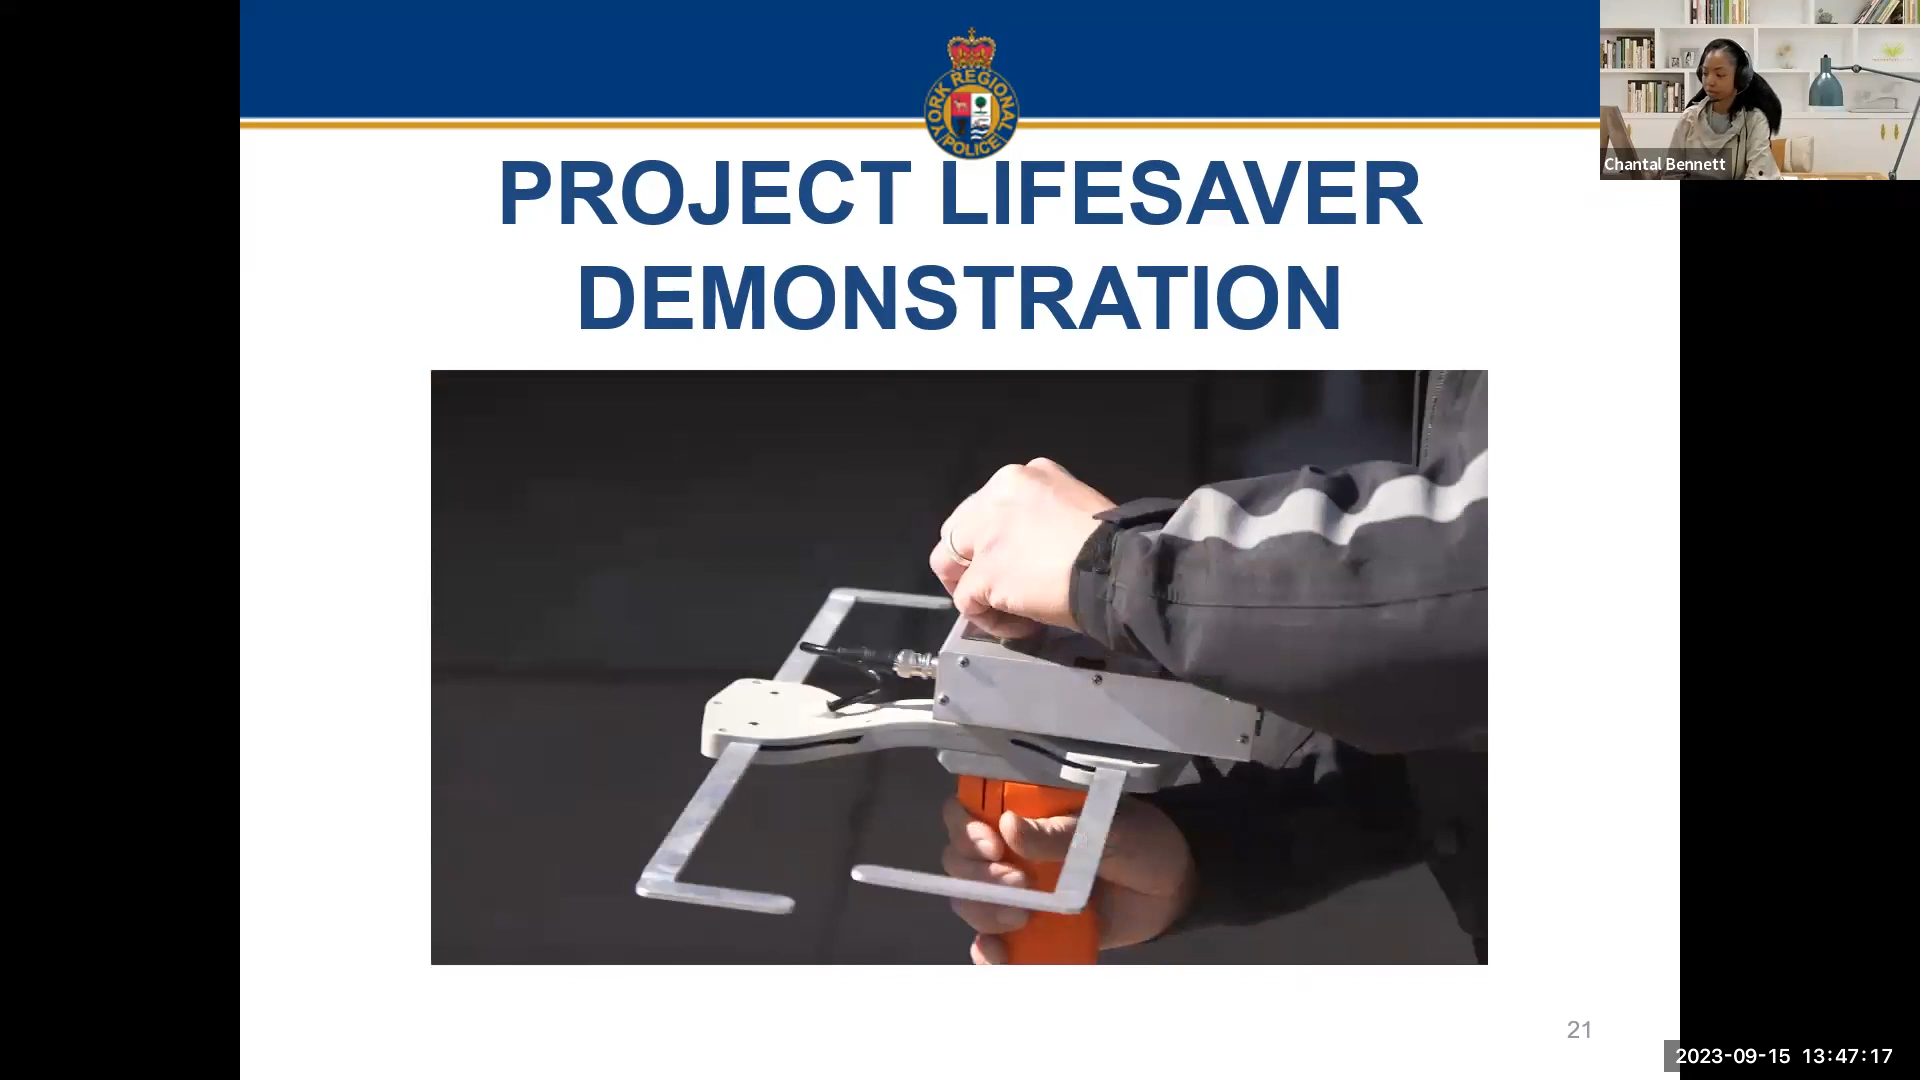 YORK REGIONAL
POLICE
Chantal Bennett
PROJECT LIFESAVER
DEMONSTRATION
21
2023-09-15 13:47:17